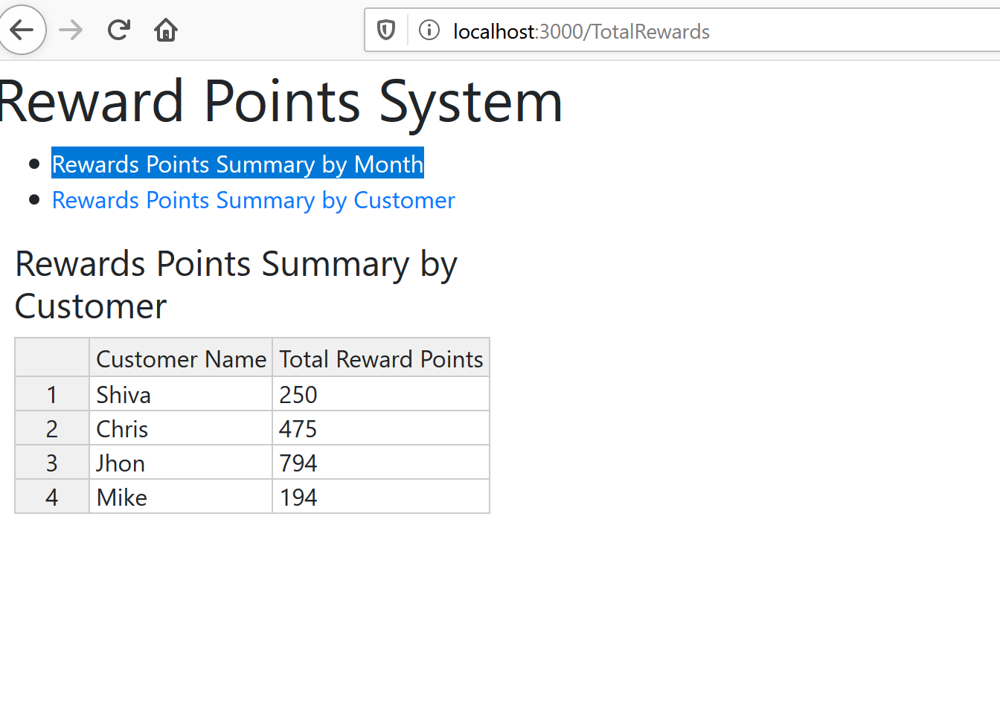 localhost:3000/TotalRewards
Reward Points System
Rewards Points Summary by Month
Rewards Points Summary by Customer
Rewards Points Summary by
Customer
Customer Name Total Reward Points
1 Shiva 250
2 Chris 475
3 Jhon 794
4 Mike 194